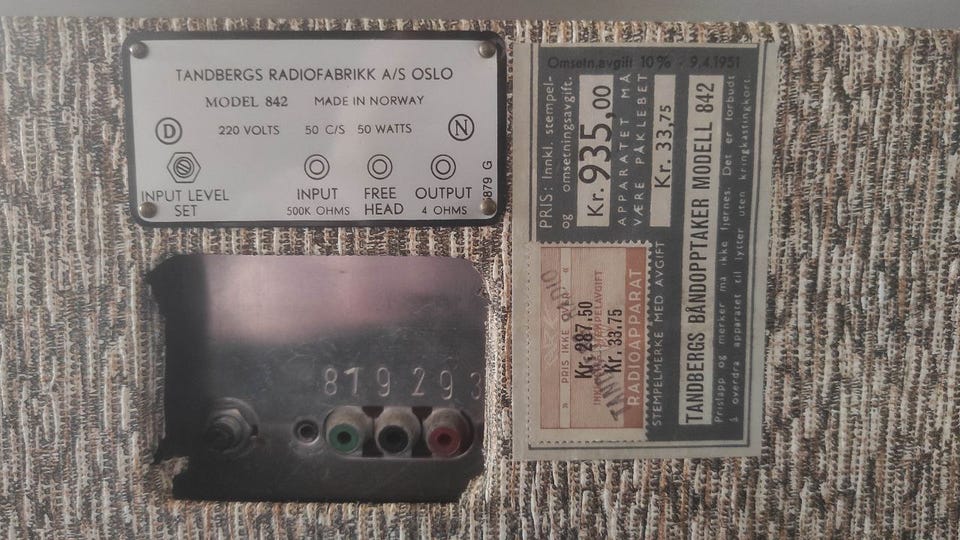 TANDBERGS RADIOFABRIKK A/S OSLO
MODEL 842 MADE IN NORWAY
D 220 VOLTS 50 C/S 50 WATTS N
INPUT LEVEL SET
INPUT
500K OHMS
FREE HEAD
OUTPUT
4 OHMS
879 G
879293
Omsetn.avgift 10% - 9.4.1951
PRIS: Innkl. stempel-
og omsetningsavgift.
Kr. 935,00
APPARATET MÅ
VÆRE PÅKLEBET
Kr. 33,75
STEMPELMERKE MED AVGIFT
TANDBERGS BÅNDOPPTAKER MODELL 842
Prislapp og merker må ikke fjernes. Det er forbudt
å overdra apparatet til lytter uten kringkastingkort.
» PRIS IKKE OVER «
Kr. 287.50
STEMPELAVGIFT
Kr. 33.75
RADIOAPPARAT